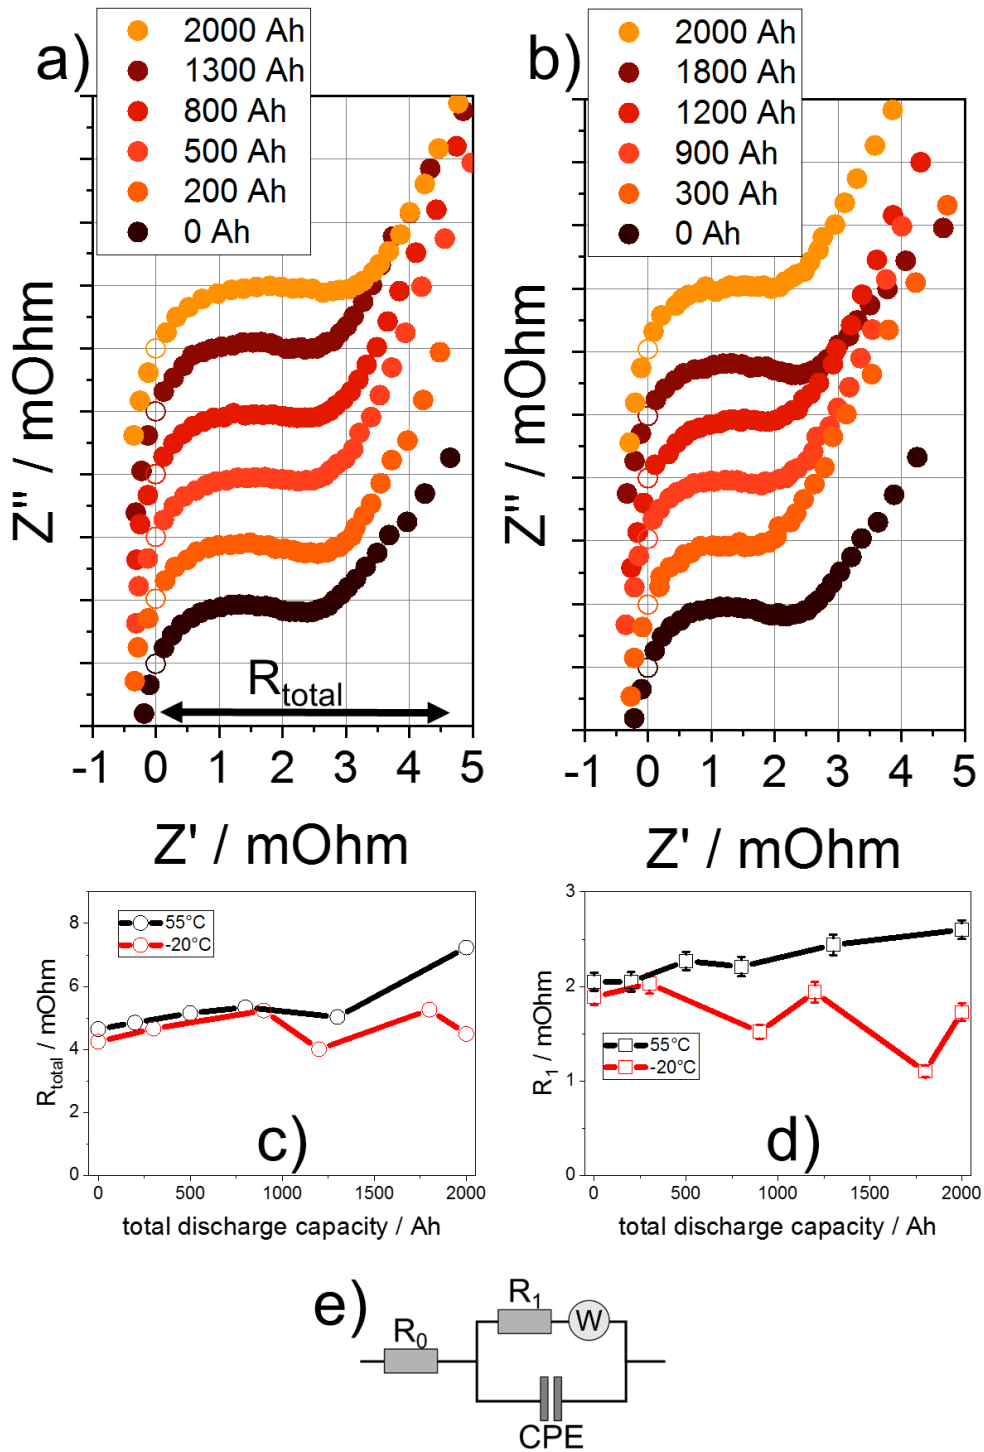 a)
2000 Ah
1300 Ah
800 Ah
500 Ah
200 Ah
0 Ah
Z'' / mOhm
R_total
-1 0 1 2 3 4 5
Z' / mOhm
b)
2000 Ah
1800 Ah
1200 Ah
900 Ah
300 Ah
0 Ah
Z'' / mOhm
-1 0 1 2 3 4 5
Z' / mOhm
8
6
4
2
0
R_total / mOhm
55°C
-20°C
c)
0 500 1000 1500 2000
total discharge capacity / Ah
3
2
1
0
R_1 / mOhm
55°C
-20°C
d)
0 500 1000 1500 2000
total discharge capacity / Ah
e)
R_0
R_1
W
CPE